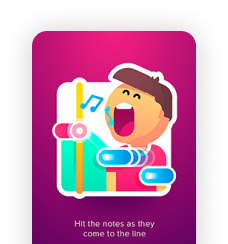 Hit the notes as they
come to the line